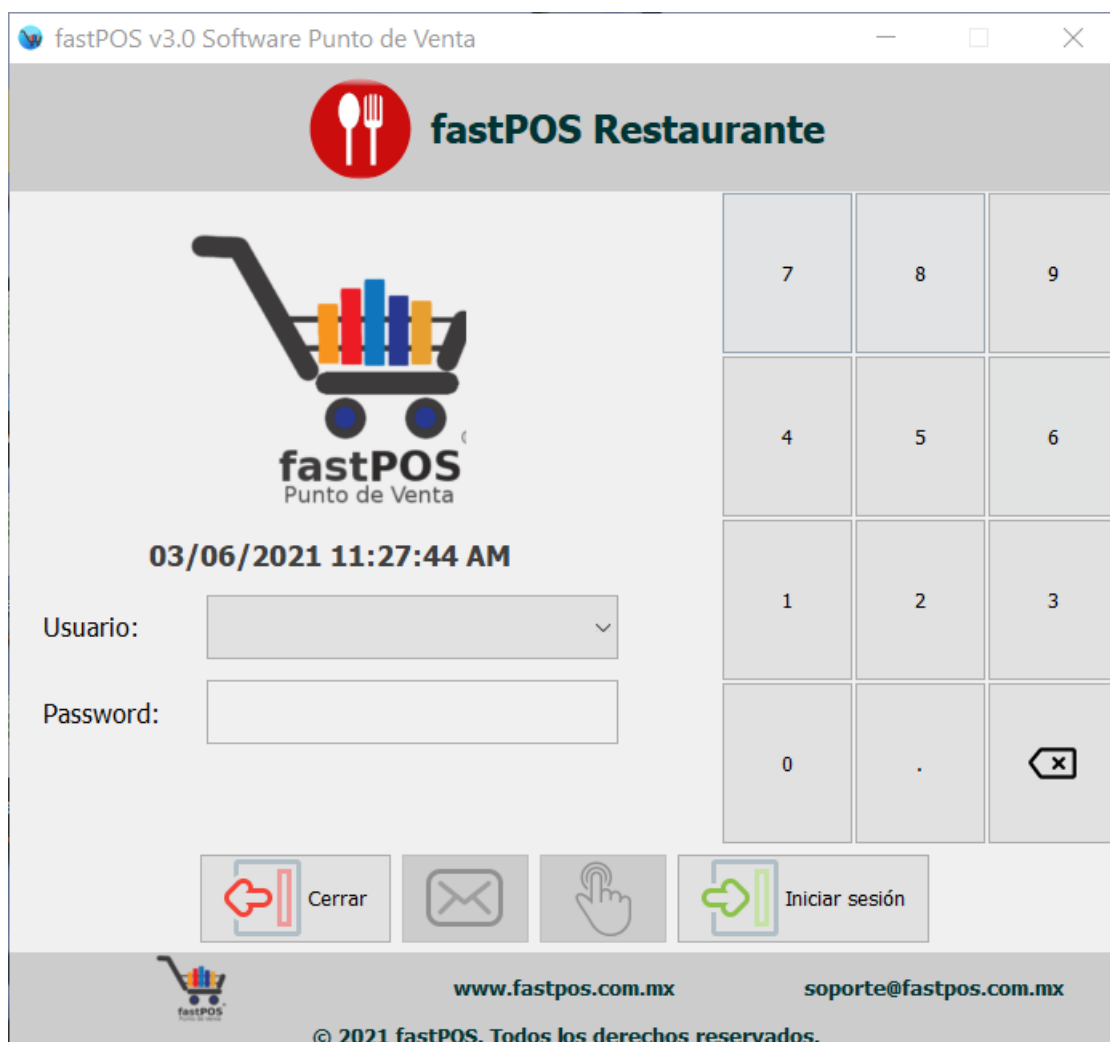 fastPOS v3.0 Software Punto de Venta
fastPOS Restaurante
fastPOS
Punto de Venta
03/06/2021 11:27:44 AM
Usuario:
Password:
7 8 9
4 5 6
1 2 3
0 .
Cerrar
Iniciar sesión
fastPOS
www.fastpos.com.mx
soporte@fastpos.com.mx
© 2021 fastPOS. Todos los derechos reservados.